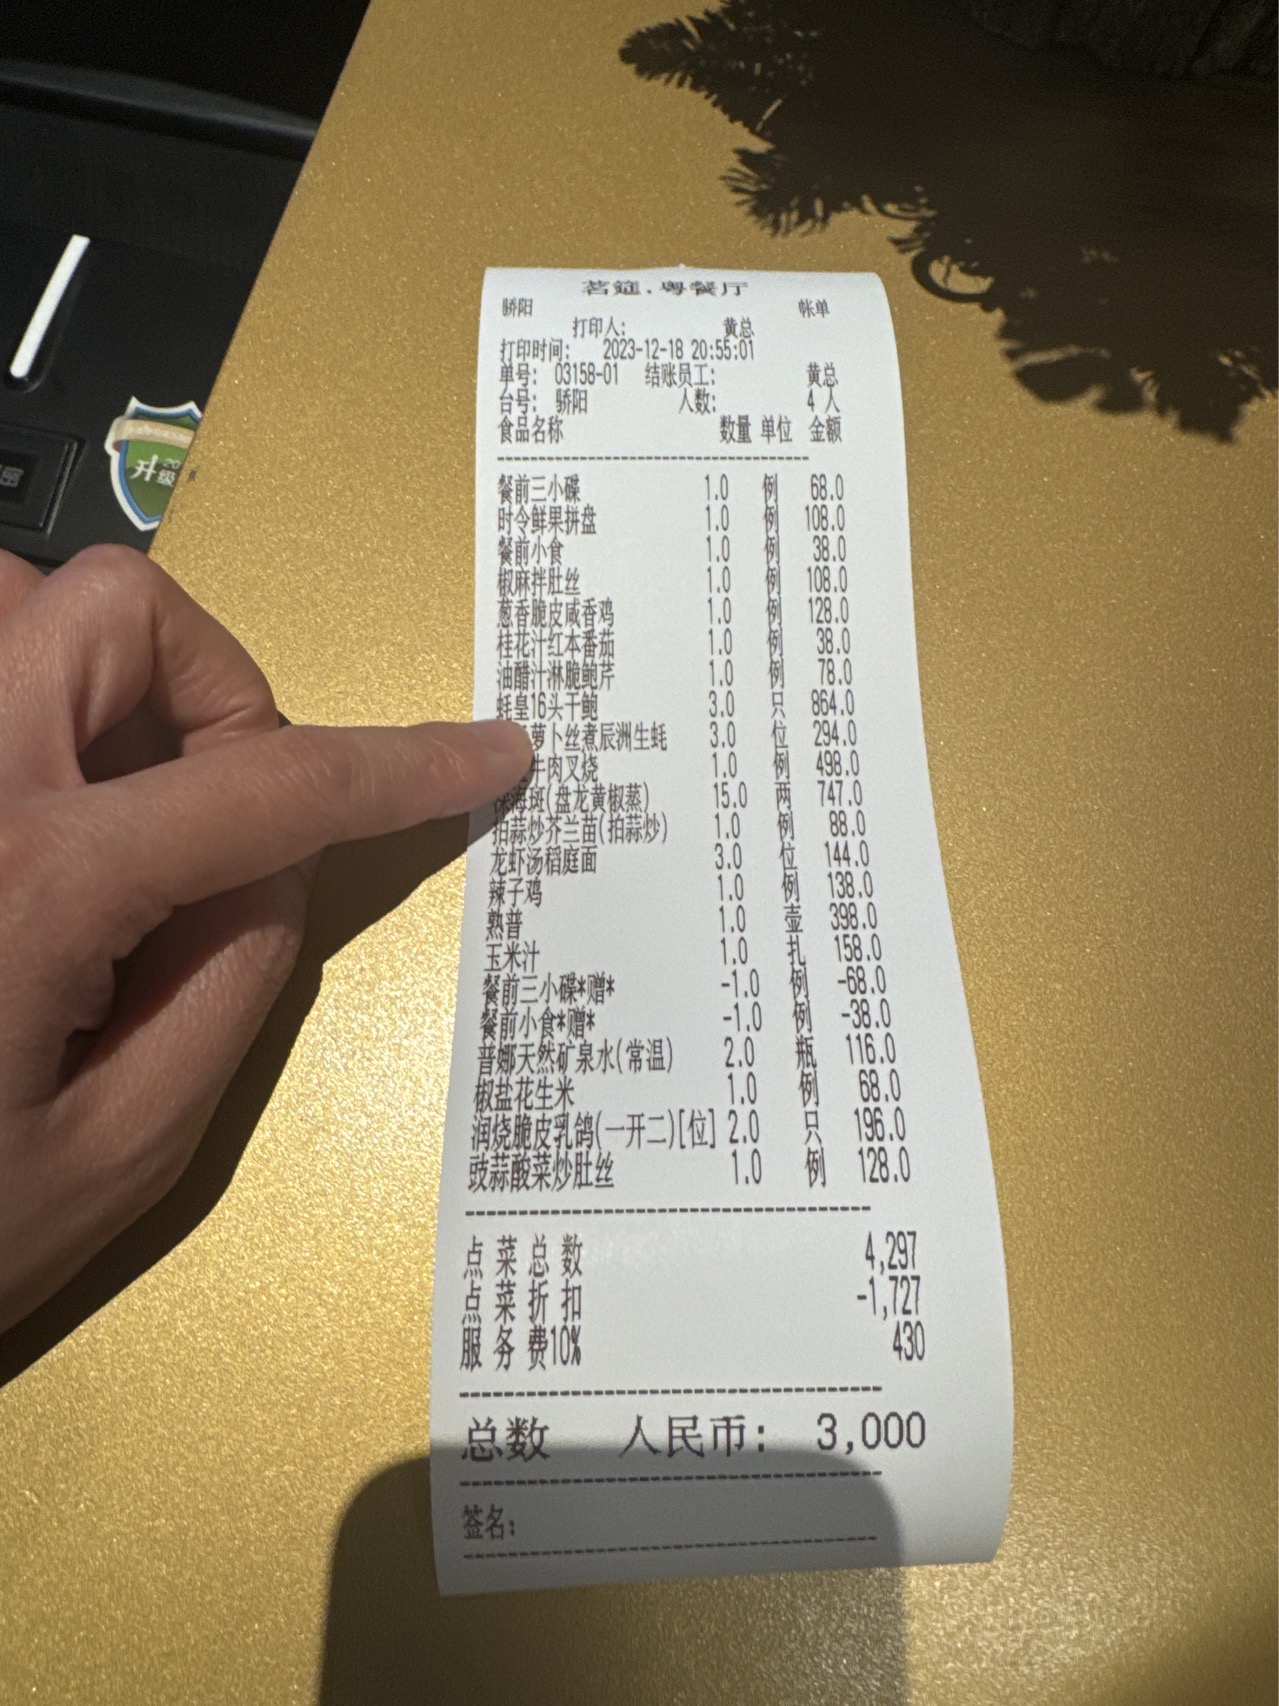 茗筵.粤餐厅
骄阳 帐单
打印人: 黄总
打印时间: 2023-12-18 20:55:01
单号: 03158-01 结账员工: 黄总
台号: 骄阳 人数: 4 人
食品名称 数量 单位 金额
餐前三小碟 1.0 例 68.0
时令鲜果拼盘 1.0 例 108.0
餐前小食 1.0 例 38.0
椒麻拌肚丝 1.0 例 108.0
葱香脆皮咸香鸡 1.0 例 128.0
桂花汁红本番茄 1.0 例 38.0
油醋汁淋脆鲍芹 1.0 例 78.0
蚝皇16头干鲍 3.0 只 864.0
萝卜丝煮辰洲生蚝 3.0 位 294.0
牛肉叉烧 1.0 例 498.0
深海斑(盘龙黄椒蒸) 15.0 两 747.0
拍蒜炒芥兰苗(拍蒜炒) 1.0 例 88.0
龙虾汤稻庭面 3.0 位 144.0
辣子鸡 1.0 例 138.0
熟普 1.0 壶 398.0
玉米汁 1.0 扎 158.0
餐前三小碟*赠* -1.0 例 -68.0
餐前小食*赠* -1.0 例 -38.0
普娜天然矿泉水(常温) 2.0 瓶 116.0
椒盐花生米 1.0 例 68.0
润烧脆皮乳鸽(一开二)[位] 2.0 只 196.0
豉蒜酸菜炒肚丝 1.0 例 128.0
点菜总数 4,297
点菜折扣 -1,727
服务费10% 430
总数 人民币: 3,000
签名:
升级
20